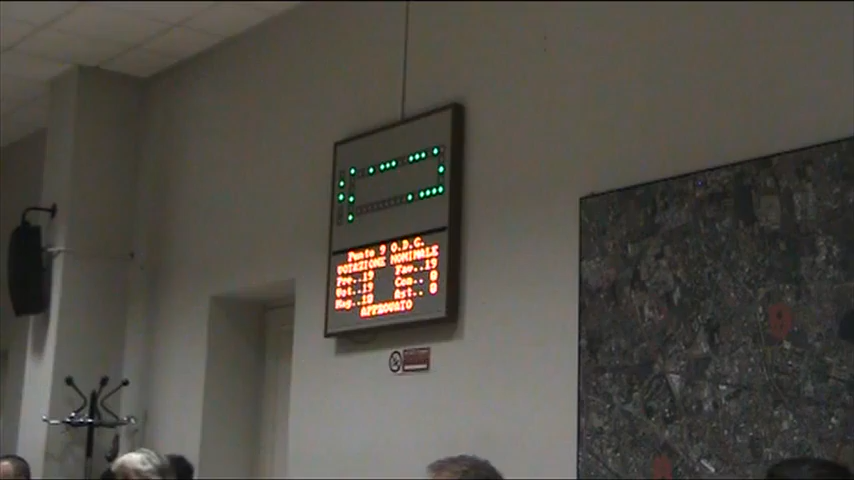 Punto 9 O.D.G.
VOTAZIONE NOMINALE
Pre..19 Fav..19
Vot..19 Con.. 0
Mag..10 Ast.. 0
APPROVATO